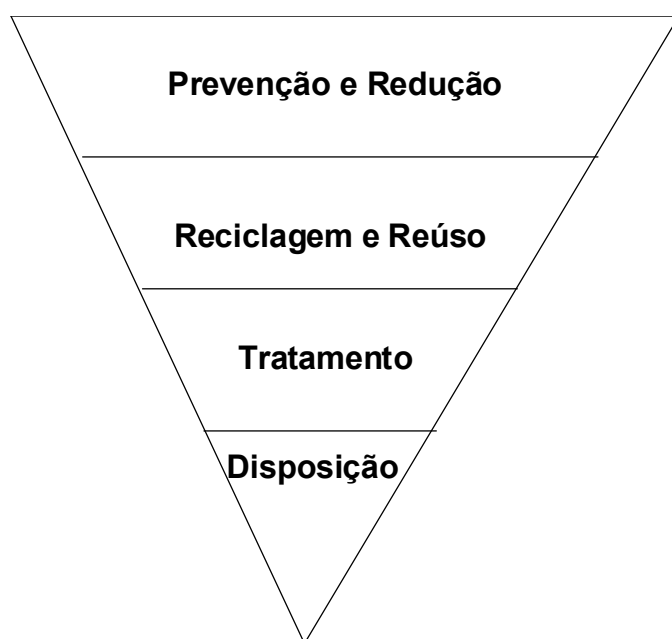 Prevenção e Redução
Reciclagem e Reúso
Tratamento
Disposição